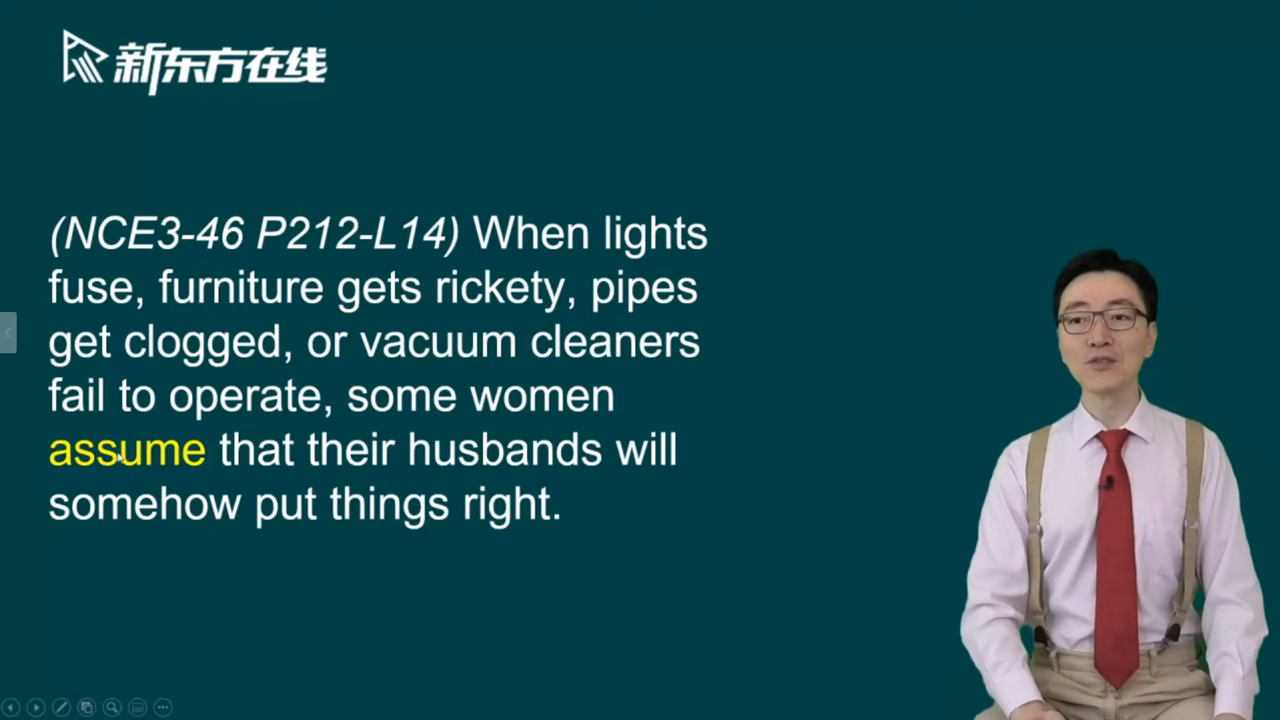 新东方在线
(NCE3-46 P212-L14) When lights
fuse, furniture gets rickety, pipes
get clogged, or vacuum cleaners
fail to operate, some women
assume that their husbands will
somehow put things right.